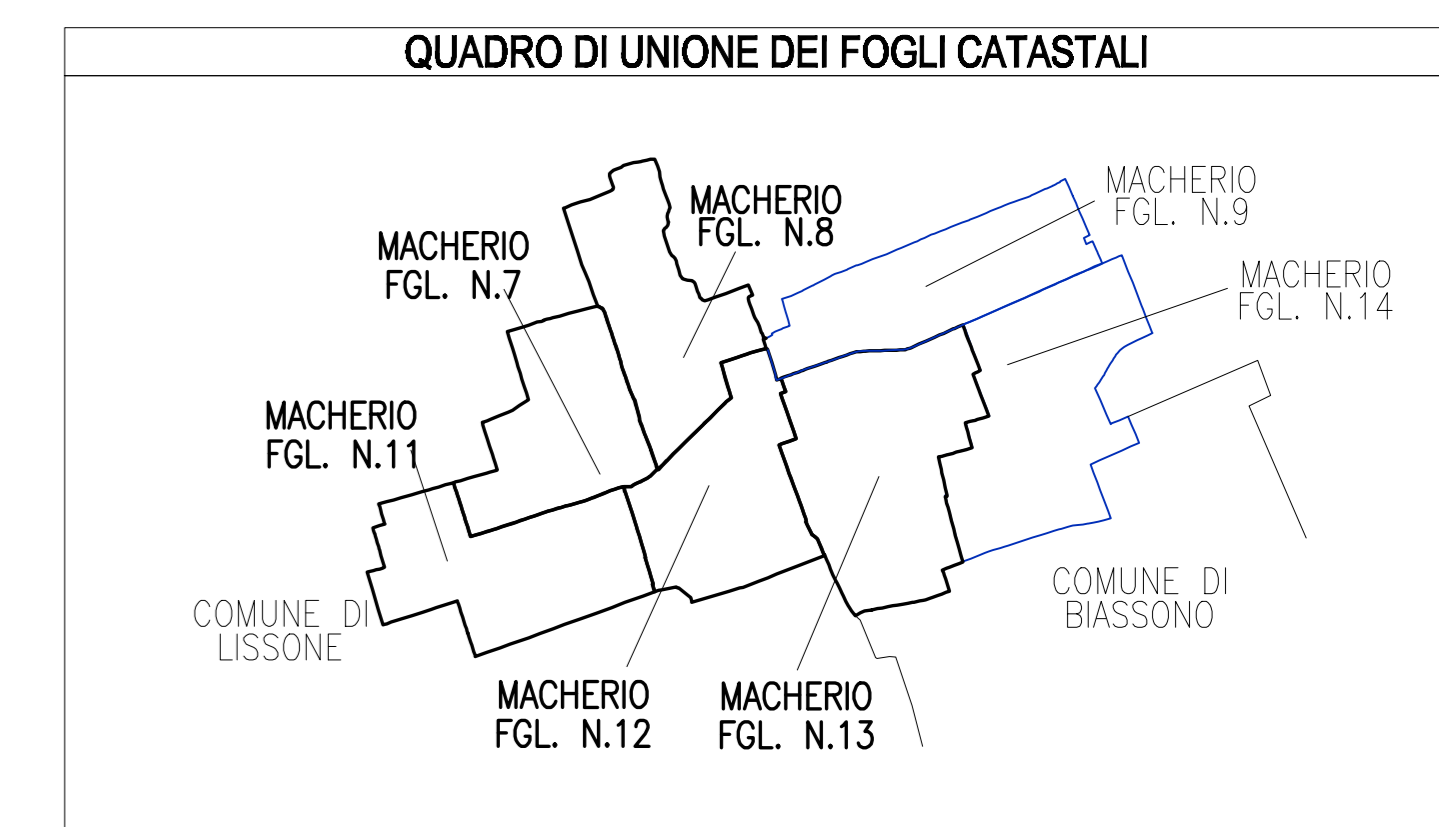 QUADRO DI UNIONE DEI FOGLI CATASTALI
MACHERIO
FGL. N.8
MACHERIO
FGL. N.9
MACHERIO
FGL. N.7
MACHERIO
FGL. N.14
MACHERIO
FGL. N.11
COMUNE DI
LISSONE
COMUNE DI
BIASSONO
MACHERIO
FGL. N.12
MACHERIO
FGL. N.13